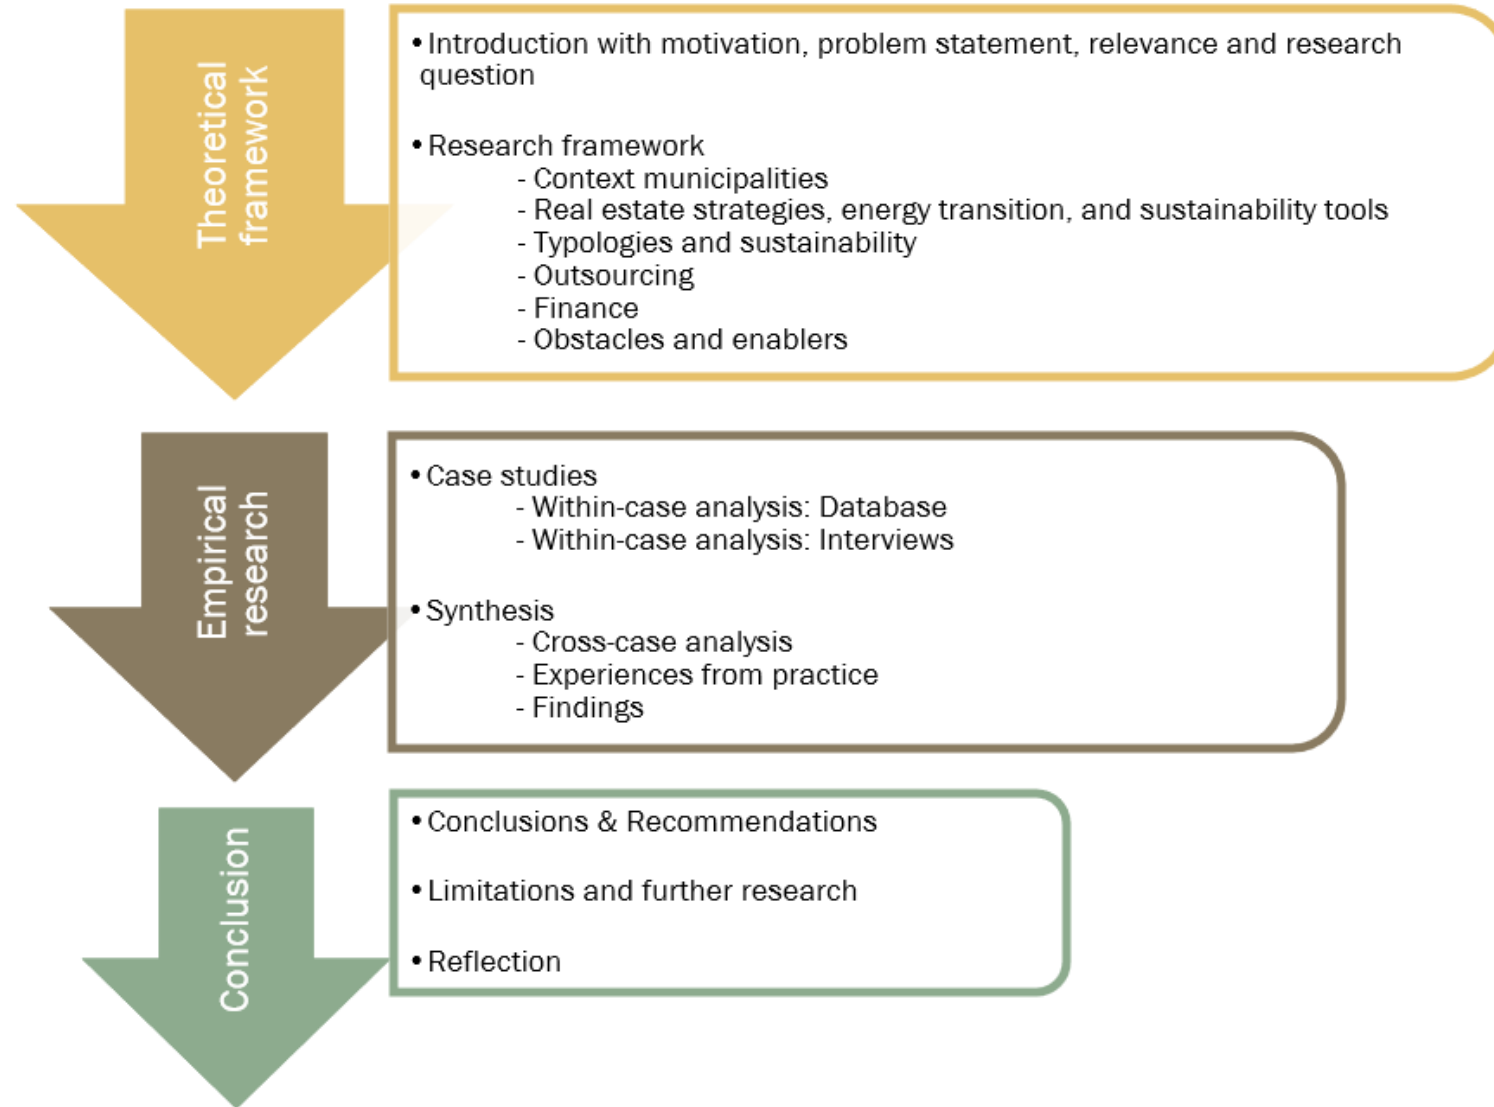 Theoretical
framework
•Introduction with motivation, problem statement, relevance and research
question
•Research framework
- Context municipalities
- Real estate strategies, energy transition, and sustainability tools
- Typologies and sustainability
- Outsourcing
- Finance
- Obstacles and enablers
Empirical
research
•Case studies
- Within-case analysis: Database
- Within-case analysis: Interviews
•Synthesis
- Cross-case analysis
- Experiences from practice
- Findings
Conclusion
•Conclusions & Recommendations
•Limitations and further research
•Reflection